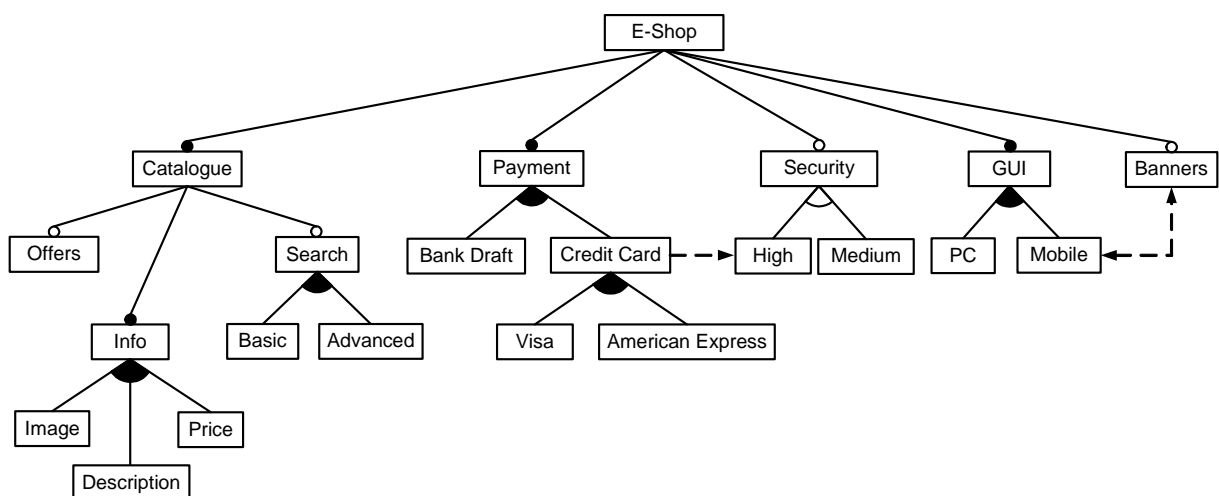 E-Shop
Catalogue
Payment
Security
GUI
Banners
Offers
Search
Bank Draft
Credit Card
High
Medium
PC
Mobile
Info
Basic
Advanced
Visa
American Express
Image
Price
Description